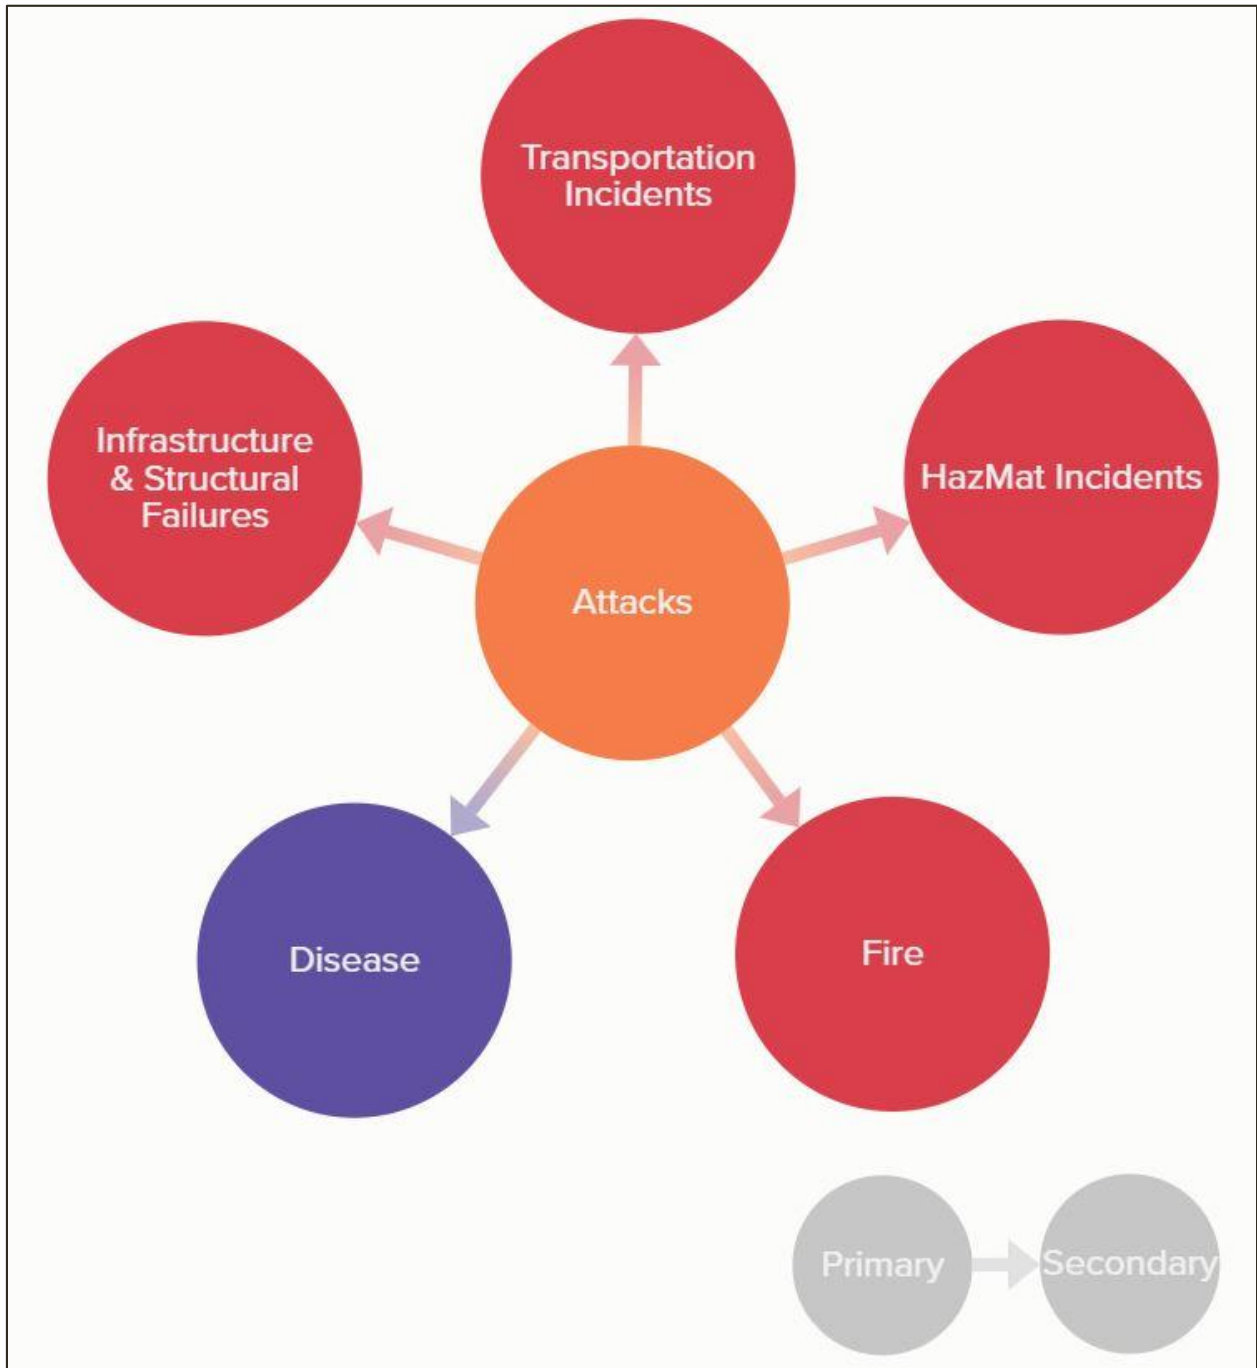 Transportation
Incidents
Infrastructure
& Structural
Failures
HazMat Incidents
Attacks
Disease
Fire
Primary
Secondary